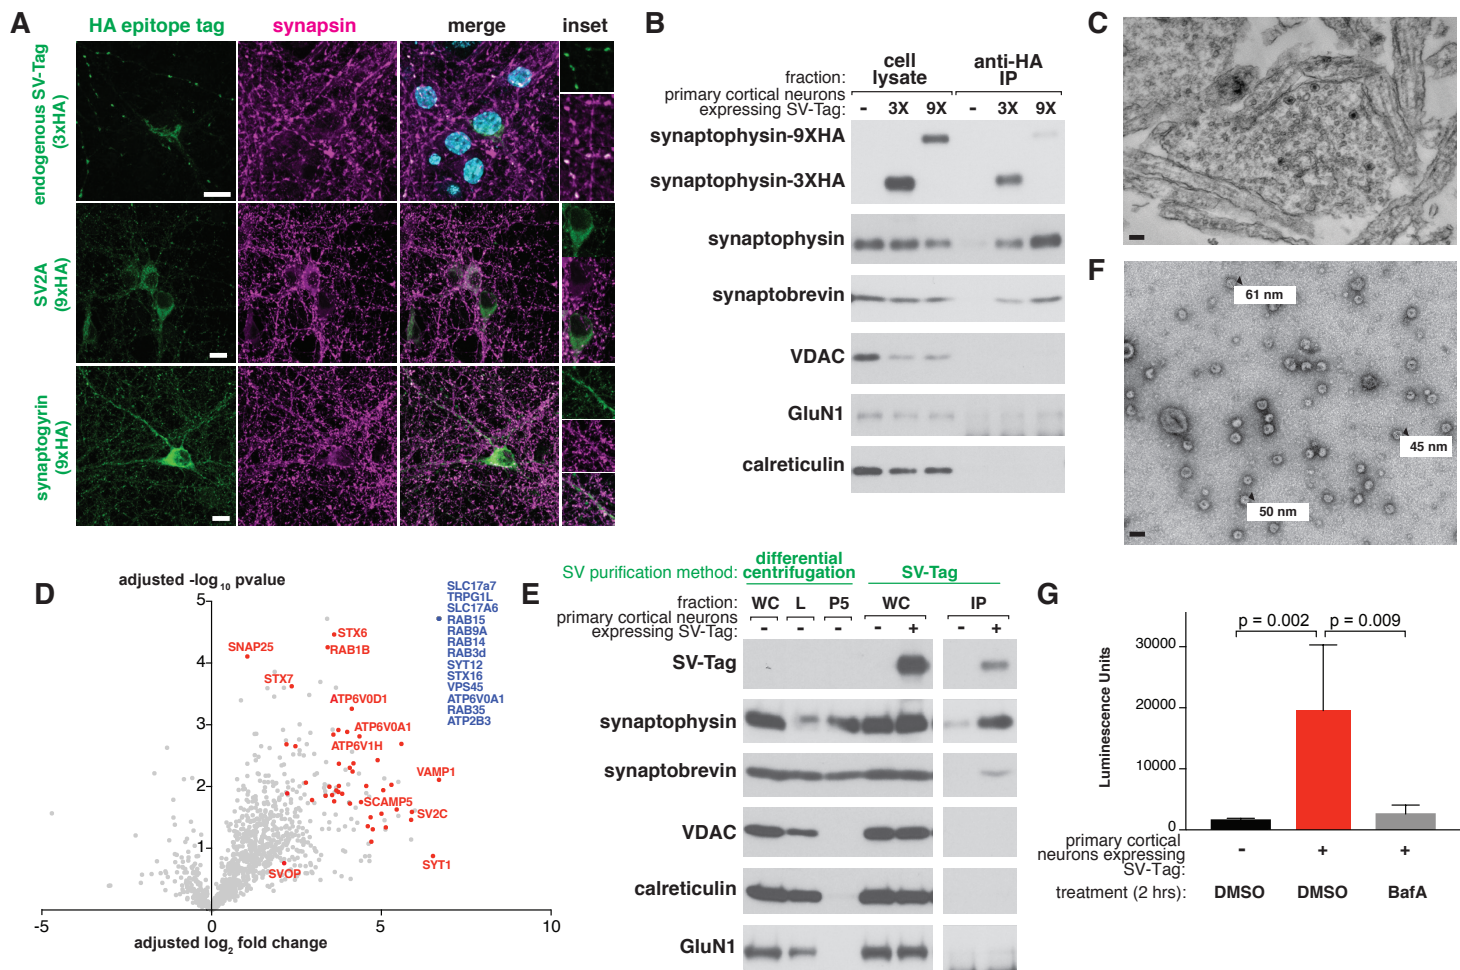 A
HA epitope tag
synapsin
merge
inset
endogenous SV-Tag
(3xHA)
SV2A
(9xHA)
synaptogyrin
(9xHA)
B
cell
lysate
anti-HA
IP
fraction:
primary cortical neurons
expressing SV-Tag:
- 3X 9X - 3X 9X
synaptophysin-9XHA
synaptophysin-3XHA
synaptophysin
synaptobrevin
VDAC
GluN1
calreticulin
C
F
61 nm
45 nm
50 nm
D
adjusted -log10 pvalue
5
4
3
2
1
-5
0
5
10
adjusted log2 fold change
SNAP25
STX6
RAB1B
STX7
ATP6V0D1
ATP6V0A1
ATP6V1H
VAMP1
SCAMP5
SV2C
SYT1
SVOP
SLC17a7
TRPG1L
SLC17A6
RAB15
RAB9A
RAB14
RAB3d
SYT12
STX16
VPS45
ATP6V0A1
RAB35
ATP2B3
E
SV purification method:
differential
centrifugation
SV-Tag
fraction:
WC L P5 WC IP
primary cortical neurons
expressing SV-Tag:
- - - - + - +
SV-Tag
synaptophysin
synaptobrevin
VDAC
calreticulin
GluN1
G
p = 0.002
p = 0.009
Luminescence Units
30000
20000
10000
0
primary cortical
neurons expressing
SV-Tag:
- + +
treatment (2 hrs):
DMSO DMSO BafA